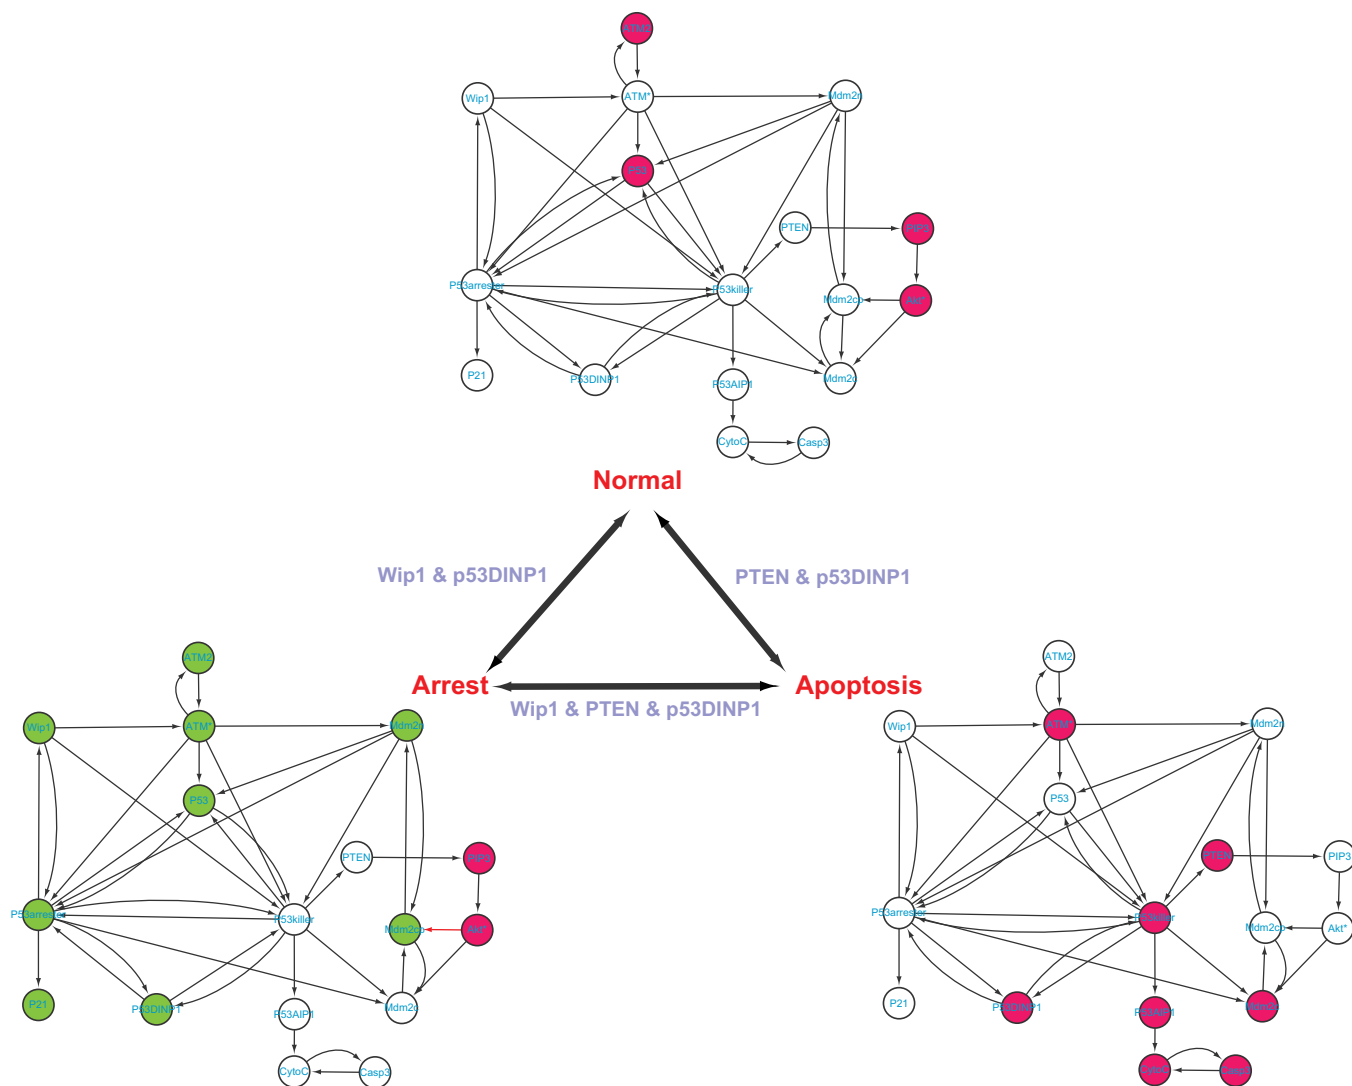 ATM2
Wip1
ATM*
Mdm2n
P53
PTEN
PIP3
P53arrester
P53killer
Mdm2cp
Akt*
P21
P53DINP1
P53AIP1
Mdm2c
CytoC
Casp3
Normal
Wip1 & p53DINP1
PTEN & p53DINP1
Arrest
Apoptosis
Wip1 & PTEN & p53DINP1
ATM2
Wip1
ATM*
Mdm2n
P53
PTEN
PIP3
P53arrester
P53killer
Mdm2cp
Akt*
P21
P53DINP1
P53AIP1
Mdm2c
CytoC
Casp3
ATM2
Wip1
ATM*
Mdm2n
P53
PTEN
PIP3
P53arrester
P53killer
Mdm2cp
Akt*
P21
P53DINP1
P53AIP1
Mdm2c
CytoC
Casp3